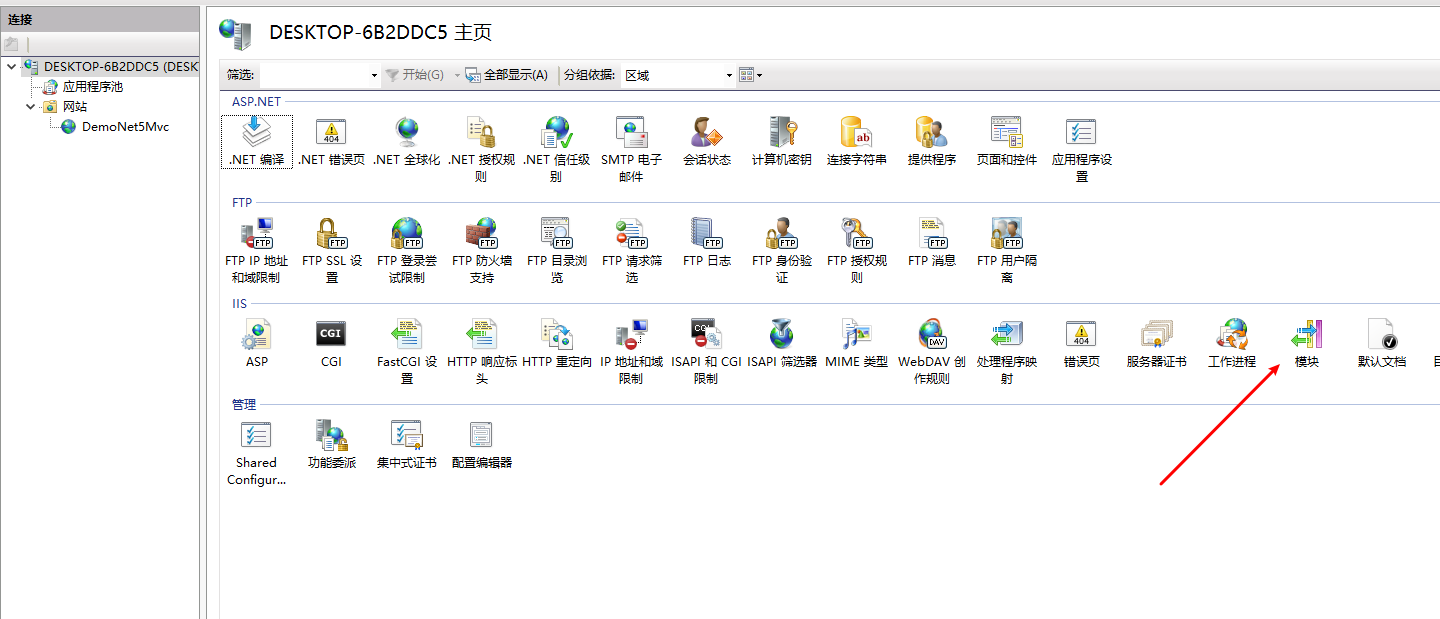 连接
DESKTOP-6B2DDC5 (DESK
应用程序池
网站
DemoNet5Mvc
DESKTOP-6B2DDC5 主页
筛选: 开始(G) 全部显示(A) 分组依据: 区域
ASP.NET
.NET 编译 .NET 错误页 .NET 全球化 .NET 授权规 .NET 信任级 SMTP 电子 会话状态 计算机密钥 连接字符串 提供程序 页面和控件 应用程序设
则 别 邮件 置
FTP
FTP FTP FTP FTP FTP FTP FTP FTP FTP FTP FTP
FTP IP 地址 FTP SSL 设 FTP 登录尝 FTP 防火墙 FTP 目录浏 FTP 请求筛 FTP 日志 FTP 身份验 FTP 授权规 FTP 消息 FTP 用户隔
和域限制 置 试限制 支持 览 选 证 则 离
IIS
ASP CGI FastCGI 设 HTTP 响应标 HTTP 重定向 IP 地址和域 ISAPI 和 CGI ISAPI 筛选器 MIME 类型 WebDAV 创 处理程序映 错误页 服务器证书 工作进程 模块 默认文档 目
置 头 限制 限制 作规则 射
管理
Shared 功能委派 集中式证书 配置编辑器
Configur...